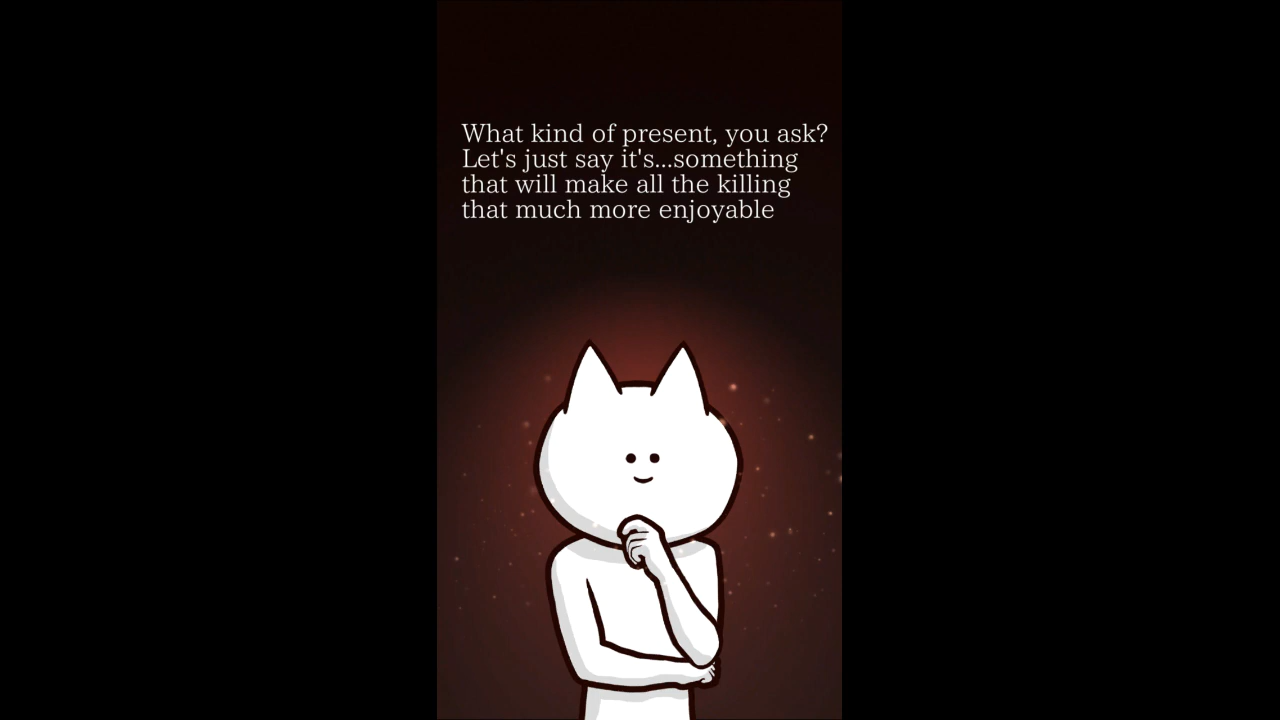 What kind of present, you ask?
Let's just say it's...something
that will make all the killing
that much more enjoyable